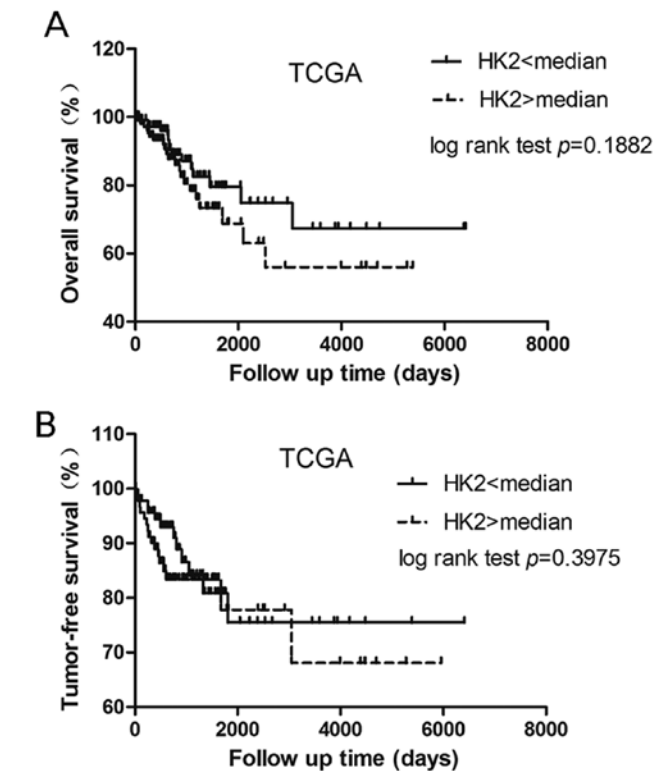 A
TCGA
HK2<median
HK2>median
log rank test p=0.1882
120
100
80
60
40
Overall survival (%)
0 2000 4000 6000 8000
Follow up time (days)
B
TCGA
HK2<median
HK2>median
log rank test p=0.3975
110
100
90
80
70
60
Tumor-free survival (%)
0 2000 4000 6000 8000
Follow up time (days)